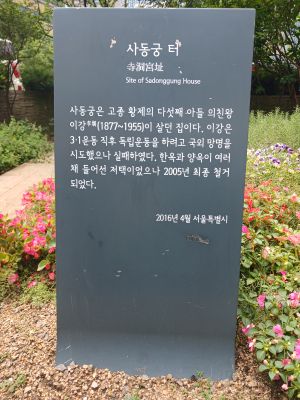 사동궁 터
寺洞宮址
Site of Sadonggung House
사동궁은 고종 황제의 다섯째 아들 의친왕
이강李堈(1877~1955)이 살던 집이다. 이강은
3·1운동 직후 독립운동을 하려고 국외 망명을
시도했으나 실패하였다. 한옥과 양옥이 여러
채 들어선 저택이었으나 2005년 최종 철거
되었다.
2016년 4월 서울특별시